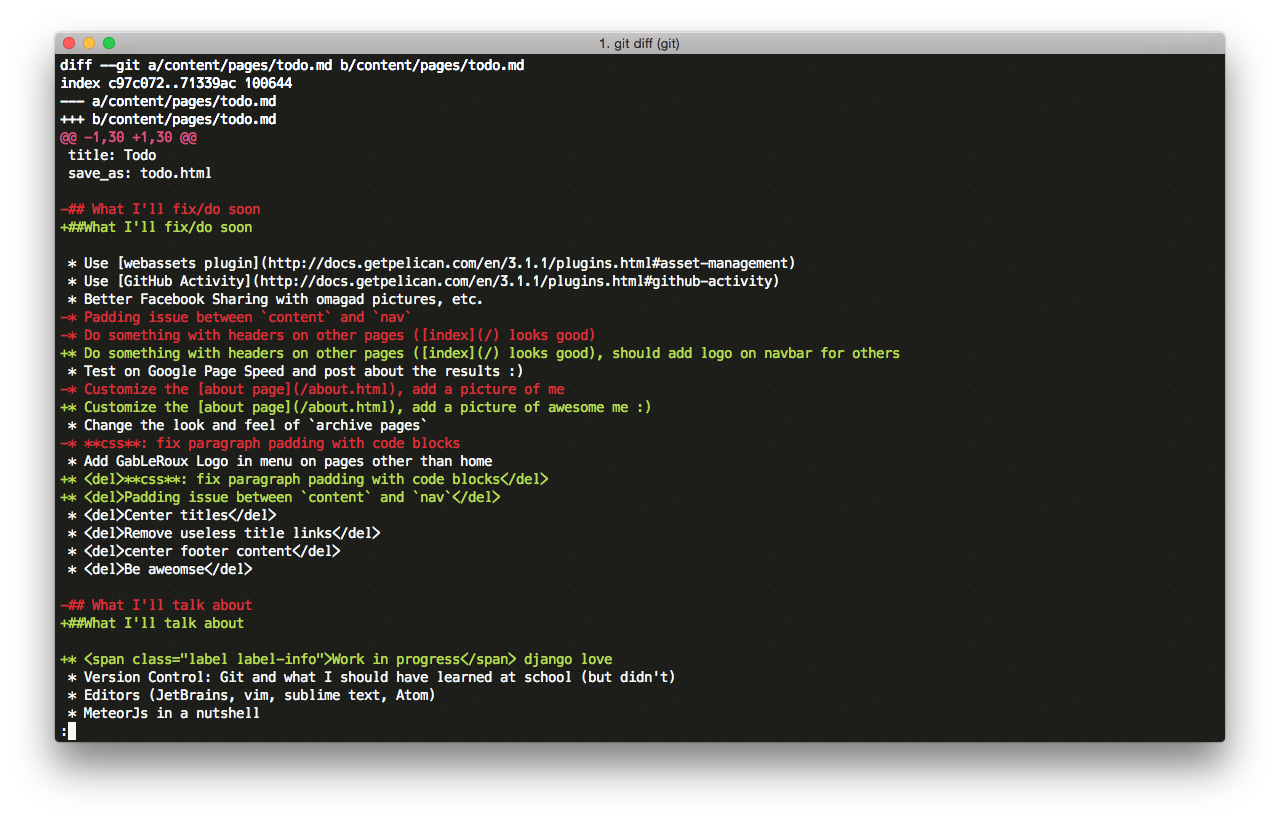 1. git diff (git)
diff --git a/content/pages/todo.md b/content/pages/todo.md
index c97c072..71339ac 100644
--- a/content/pages/todo.md
+++ b/content/pages/todo.md
@@ -1,30 +1,30 @@
 title: Todo
 save_as: todo.html

-## What I'll fix/do soon
+##What I'll fix/do soon

 * Use [webassets plugin](http://docs.getpelican.com/en/3.1.1/plugins.html#asset-management)
 * Use [GitHub Activity](http://docs.getpelican.com/en/3.1.1/plugins.html#github-activity)
 * Better Facebook Sharing with omagad pictures, etc.
-* Padding issue between `content` and `nav`
-* Do something with headers on other pages ([index](/) looks good)
+* Do something with headers on other pages ([index](/) looks good), should add logo on navbar for others
 * Test on Google Page Speed and post about the results :)
-* Customize the [about page](/about.html), add a picture of me
+* Customize the [about page](/about.html), add a picture of awesome me :)
 * Change the look and feel of `archive pages`
-* **css**: fix paragraph padding with code blocks
 * Add GabLeRoux Logo in menu on pages other than home
+* <del>**css**: fix paragraph padding with code blocks</del>
+* <del>Padding issue between `content` and `nav`</del>
 * <del>Center titles</del>
 * <del>Remove useless title links</del>
 * <del>center footer content</del>
 * <del>Be aweomse</del>

-## What I'll talk about
+##What I'll talk about

+* <span class="label label-info">Work in progress</span> django love
 * Version Control: Git and what I should have learned at school (but didn't)
 * Editors (JetBrains, vim, sublime text, Atom)
 * MeteorJs in a nutshell
: